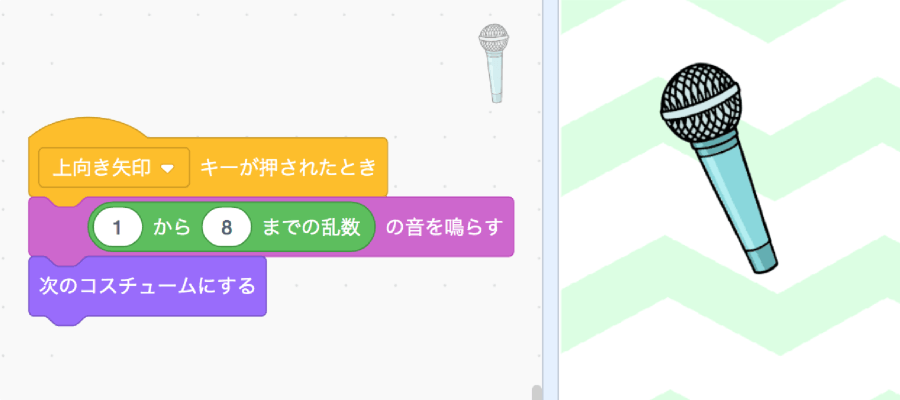 上向き矢印 キーが押されたとき
1 から 8 までの乱数 の音を鳴らす
次のコスチュームにする